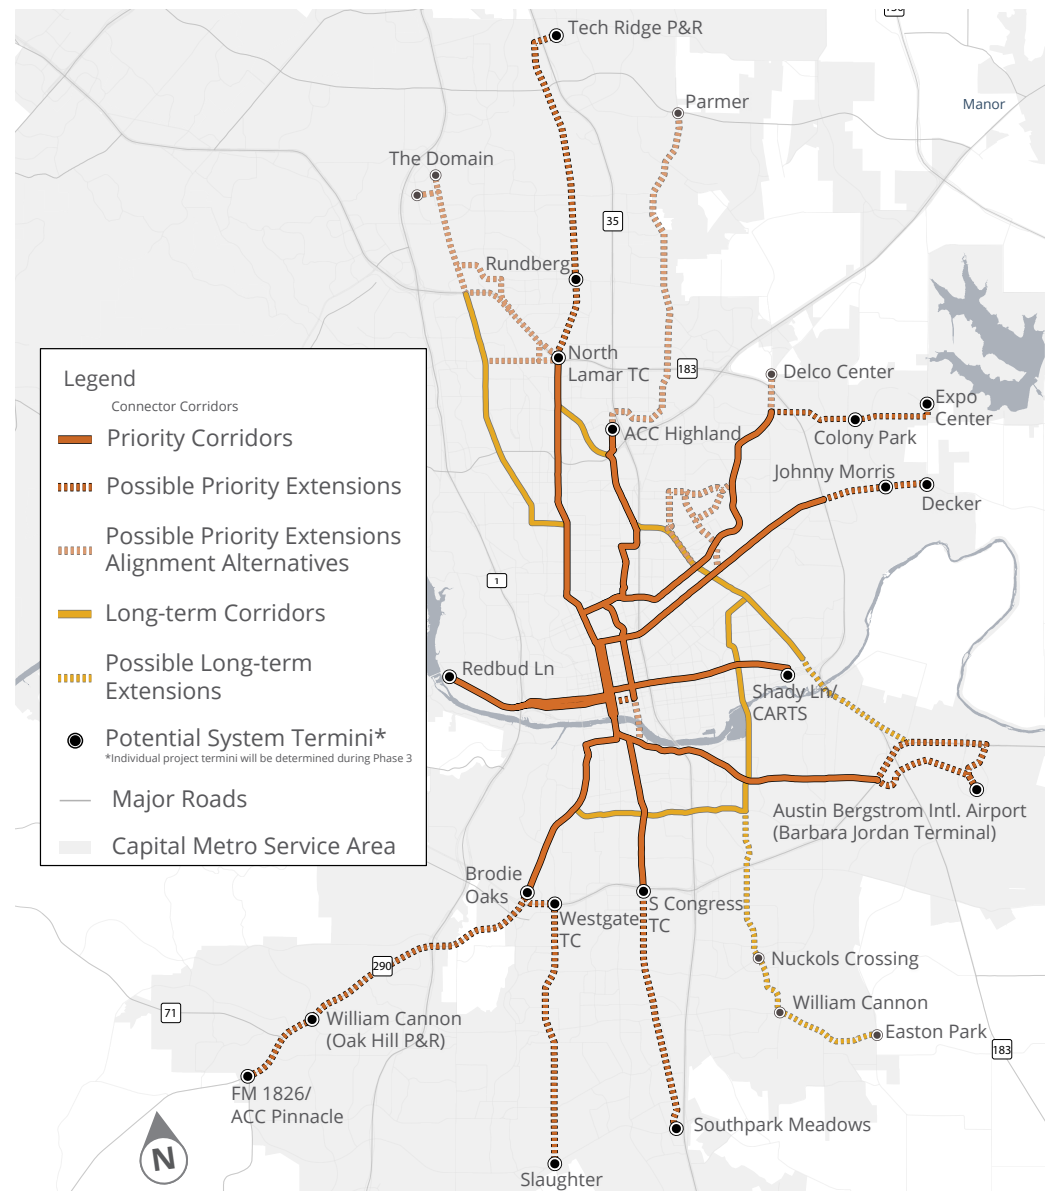 130
Tech Ridge P&R
Parmer
Manor
The Domain
35
Rundberg
North
Lamar TC
183
Delco Center
Expo
Center
Colony Park
ACC Highland
Johnny Morris
Decker
Legend
Connector Corridors
Priority Corridors
Possible Priority Extensions
Possible Priority Extensions
Alignment Alternatives
Long-term Corridors
Possible Long-term
Extensions
Potential System Termini*
*Individual project termini will be determined during Phase 3
Major Roads
Capital Metro Service Area
1
Redbud Ln
Shady Ln/
CARTS
Austin Bergstrom Intl. Airport
(Barbara Jordan Terminal)
Brodie
Oaks
Westgate
TC
S Congress
TC
290
Nuckols Crossing
71
William Cannon
(Oak Hill P&R)
William Cannon
Easton Park
183
FM 1826/
ACC Pinnacle
Southpark Meadows
N
Slaughter